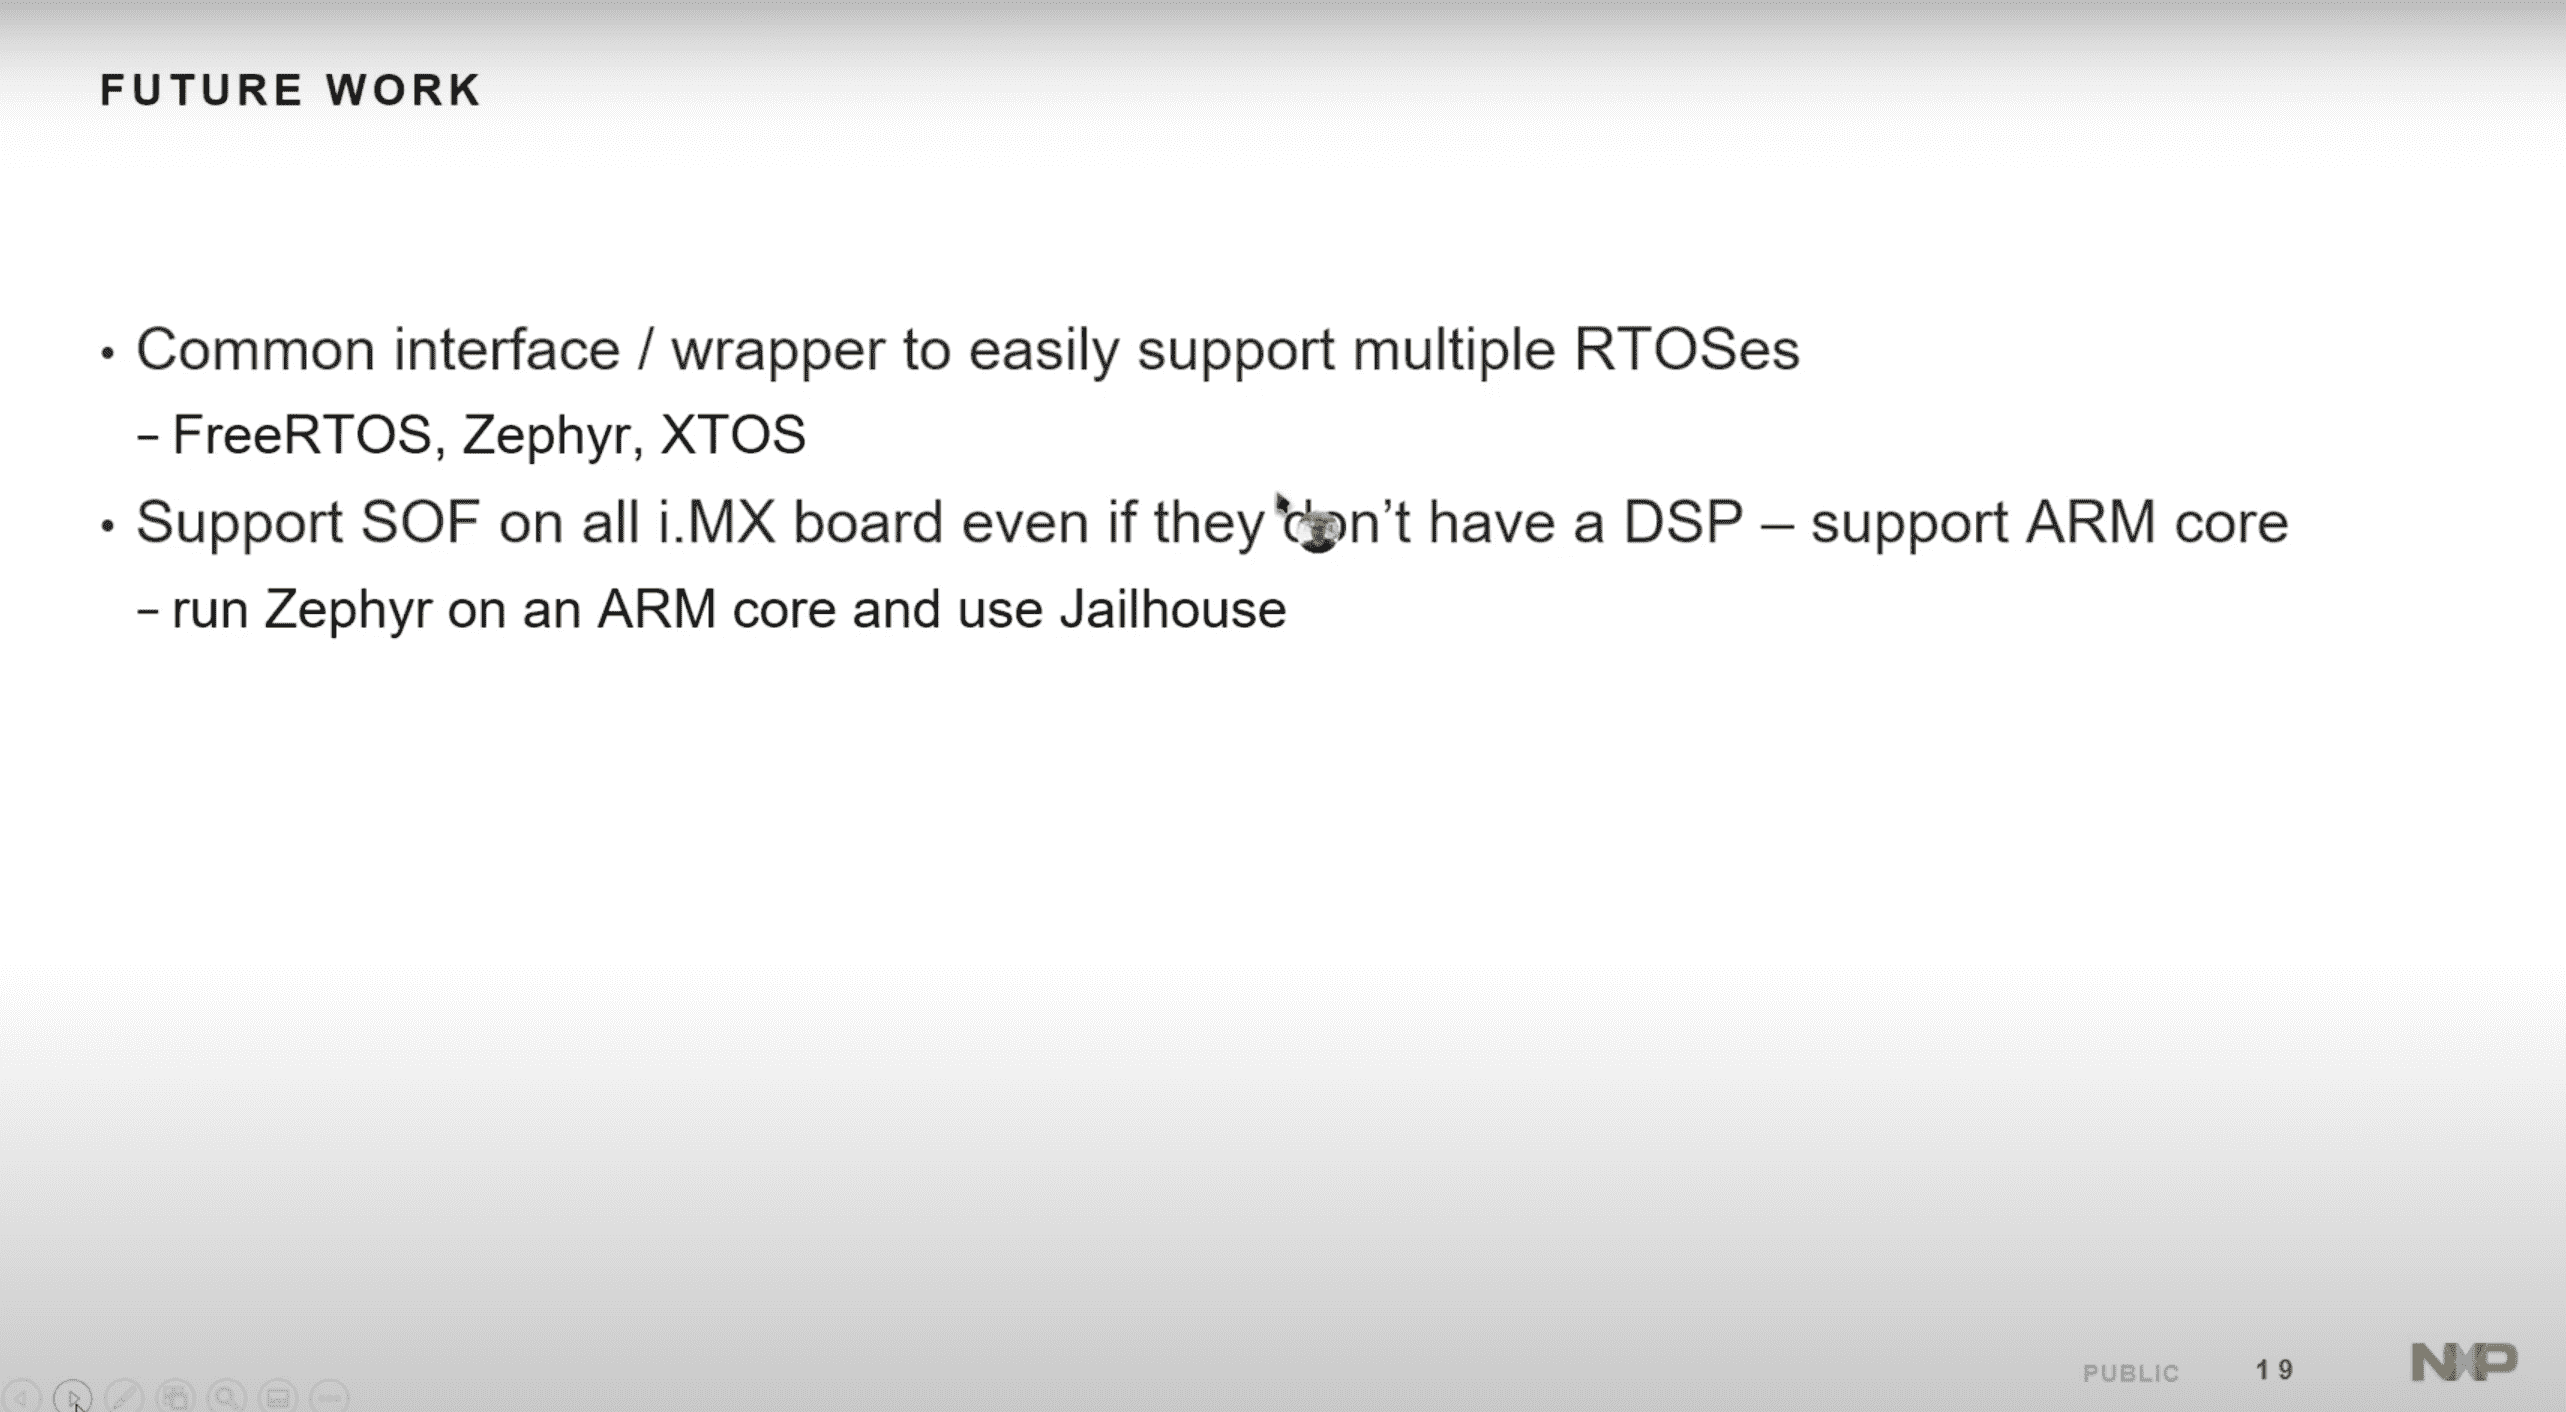 FUTURE WORK
• Common interface / wrapper to easily support multiple RTOSes
– FreeRTOS, Zephyr, XTOS
• Support SOF on all i.MX board even if they don't have a DSP – support ARM core
– run Zephyr on an ARM core and use Jailhouse
PUBLIC 19 NXP